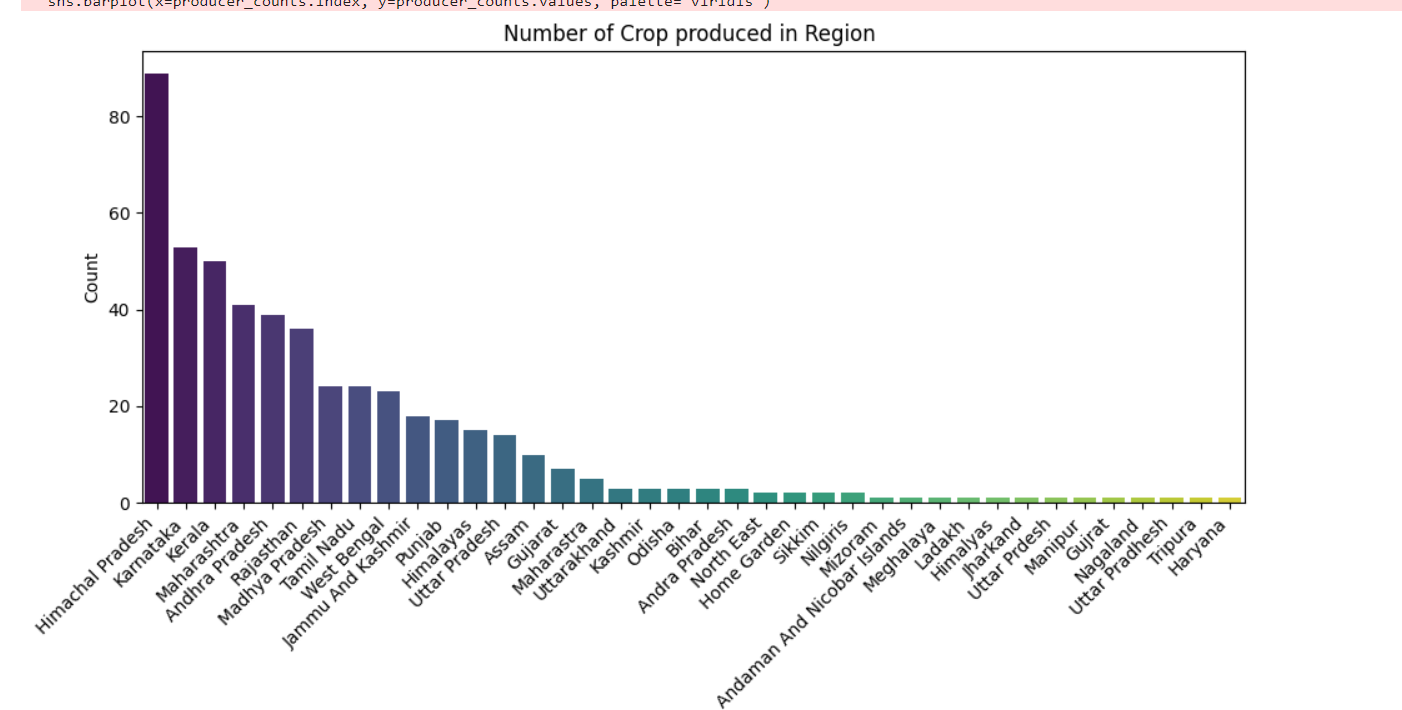 sns.barplot(x=producer_counts.index, y=producer_counts.values, palette='viridis')
Number of Crop produced in Region
Count
80
60
40
20
0
Himachal Pradesh
Karnataka
Kerala
Maharashtra
Andhra Pradesh
Rajasthan
Madhya Pradesh
Tamil Nadu
West Bengal
Jammu And Kashmir
Punjab
Himalayas
Uttar Pradesh
Assam
Gujarat
Maharastra
Uttarakhand
Kashmir
Odisha
Bihar
Andra Pradesh
North East
Home Garden
Sikkim
Nilgiris
Mizoram
Andaman And Nicobar Islands
Meghalaya
Ladakh
Himalyas
Jharkand
Uttar Prdesh
Manipur
Gujrat
Nagaland
Uttar Pradhesh
Tripura
Haryana